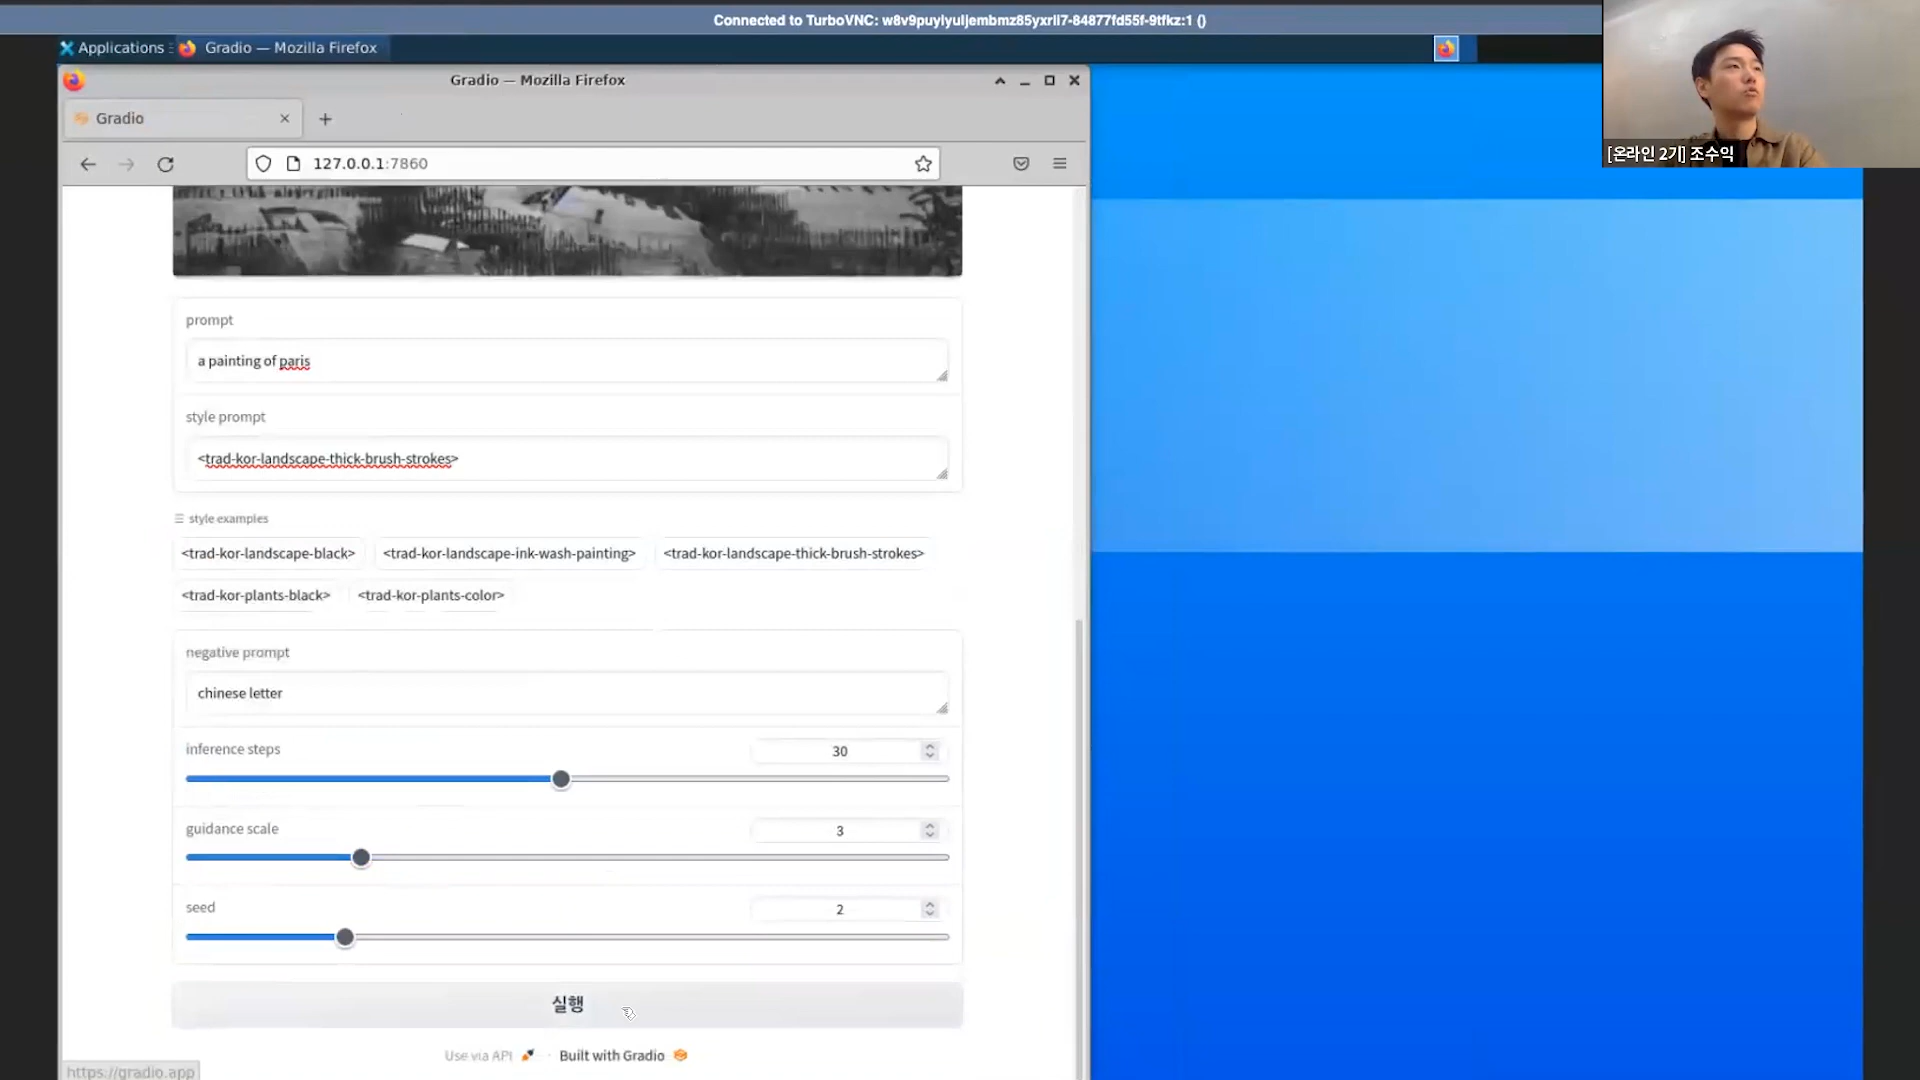 Connected to TurboVNC: w8v9puylyuljembmz85yxrll7-84877fd55f-9tfkz:1 ()
Applications
Gradio — Mozilla Firefox
[온라인 2기] 조수익
Gradio — Mozilla Firefox
Gradio
127.0.0.1:7860
prompt
a painting of paris
style prompt
<trad-kor-landscape-thick-brush-strokes>
style examples
<trad-kor-landscape-black>
<trad-kor-landscape-ink-wash-painting>
<trad-kor-landscape-thick-brush-strokes>
<trad-kor-plants-black>
<trad-kor-plants-color>
negative prompt
chinese letter
inference steps
30
guidance scale
3
seed
2
실행
Use via API · Built with Gradio
https://gradio.app